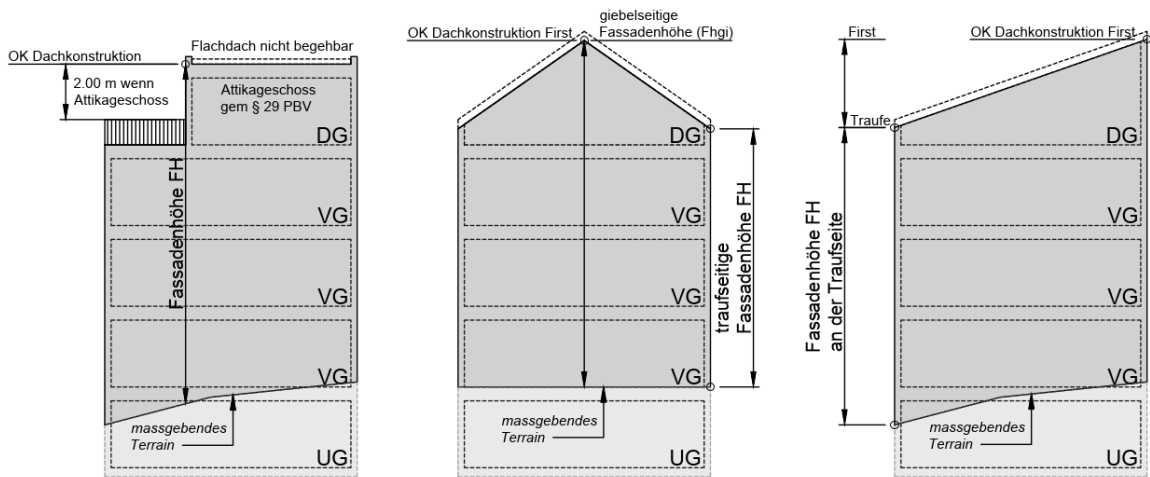 Flachdach nicht begehbar
OK Dachkonstruktion
2.00 m wenn
Attikageschoss
Attikageschoss
gem § 29 PBV
DG
VG
VG
VG
Fassadenhöhe FH
massgebendes
Terrain
UG
giebelseitige
Fassadenhöhe (Fhgi)
OK Dachkonstruktion First
DG
VG
VG
VG
traufseitige
Fassadenhöhe FH
massgebendes
Terrain
UG
First
OK Dachkonstruktion First
Traufe
DG
VG
VG
VG
Fassadenhöhe FH
an der Traufseite
massgebendes
Terrain
UG